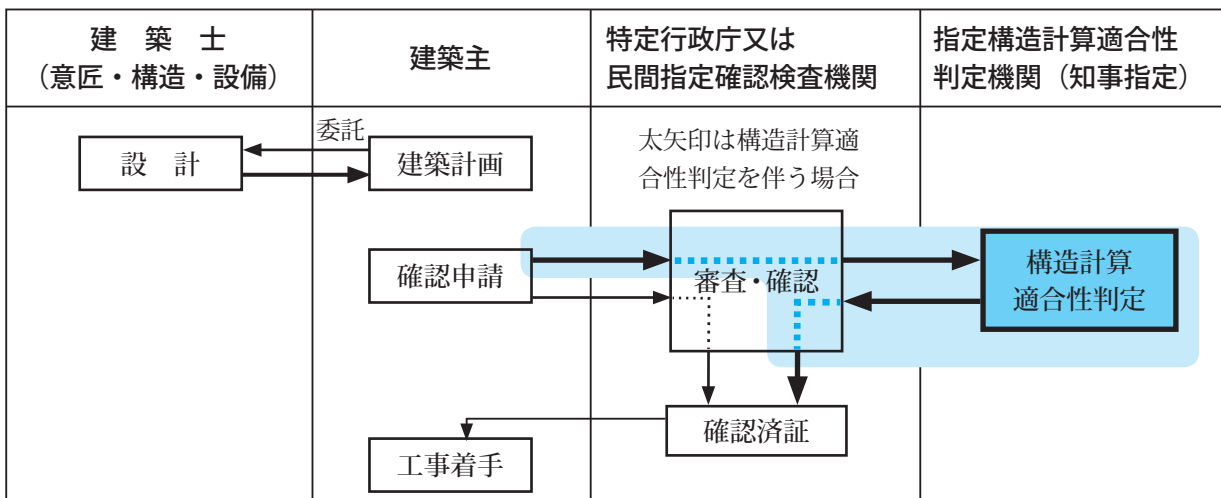 建　築　士
（意匠・構造・設備）
建築主
特定行政庁又は
民間指定確認検査機関
指定構造計算適合性
判定機関（知事指定）
委託
設　計
建築計画
太矢印は構造計算適
合性判定を伴う場合
確認申請
審査・確認
構造計算
適合性判定
確認済証
工事着手